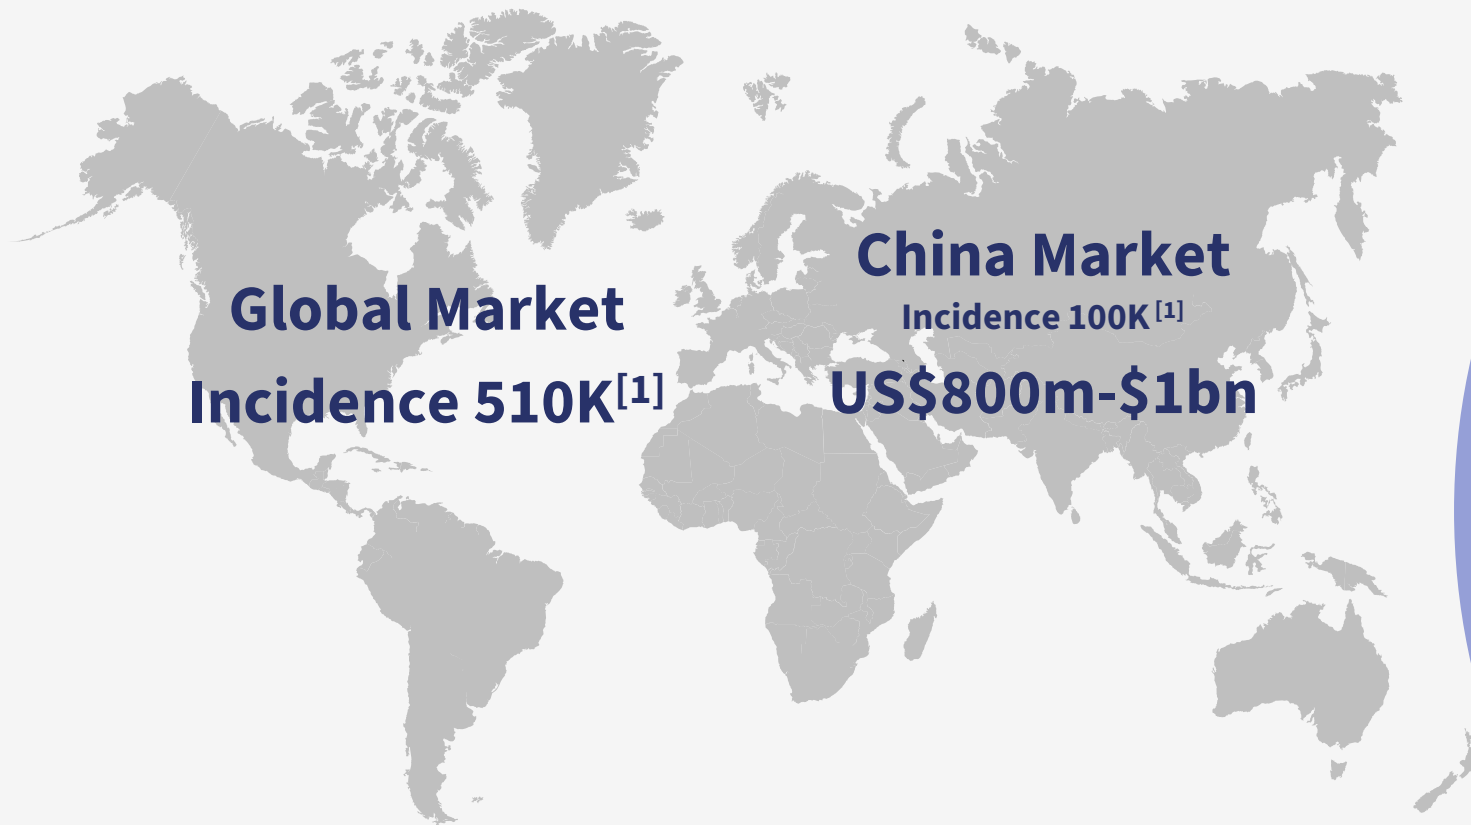 Global Market
Incidence 510K[1]
China Market
Incidence 100K [1]
US$800m-$1bn